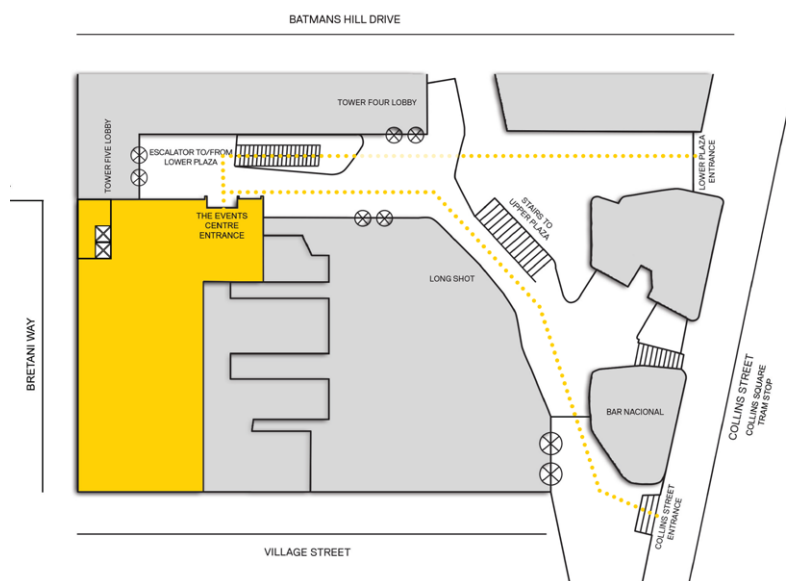 BATMANS HILL DRIVE
TOWER FOUR LOBBY
TOWER FIVE LOBBY
ESCALATOR TO/FROM
LOWER PLAZA
LOWER PLAZA
ENTRANCE
THE EVENTS
CENTRE
ENTRANCE
STAIRS TO
UPPER PLAZA
LONG SHOT
BRETANI WAY
COLLINS STREET
COLLINS SQUARE
TRAM STOP
BAR NACIONAL
COLLINS STREET
ENTRANCE
VILLAGE STREET